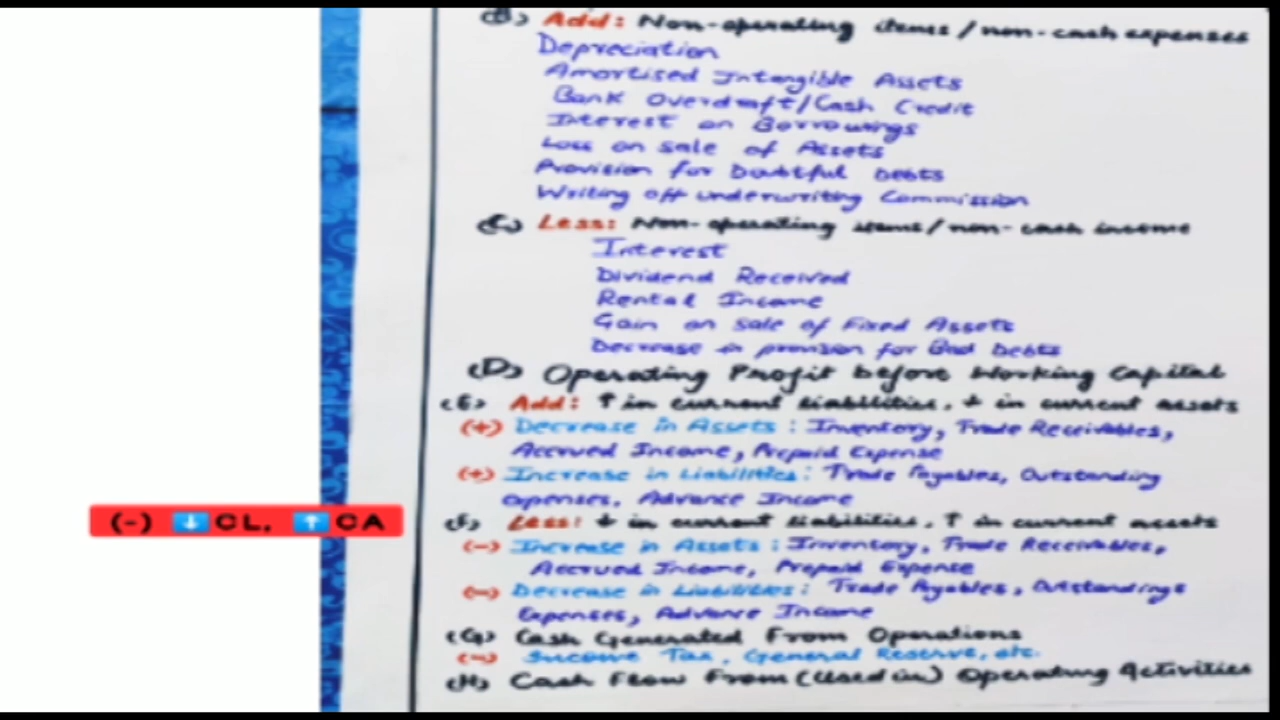 (B) Add: Non-operating items/non-cash expenses
Depreciation
Amortised Intangible Assets
Bank Overdraft/Cash Credit
Interest on Borrowings
Loss on sale of Assets
Provision for Doubtful Debts
Writing off underwriting Commission
(C) Less: Non-operating items/non-cash income
Interest
Dividend Received
Rental Income
Gain on sale of Fixed Assets
Decrease in provision for Bad Debts
(D) Operating Profit before Working Capital
(E) Add: ↑ in current liabilities, ↓ in current assets
(+) Decrease in Assets: Inventory, Trade Receivables,
Accrued Income, Prepaid Expense
(+) Increase in Liabilities: Trade Payables, Outstanding
expenses, Advance Income
(-) ⬇️ CL, ⬆️ CA
(F) Less: ↓ in current liabilities, ↑ in current assets
(-) Increase in Assets: Inventory, Trade Receivables,
Accrued Income, Prepaid Expense
(-) Decrease in Liabilities: Trade Payables, Outstandings
Expenses, Advance Income
(G) Cash Generated From Operations
(-) Income Tax, General Reserve, etc.
(H) Cash Flow From (Used in) Operating Activities